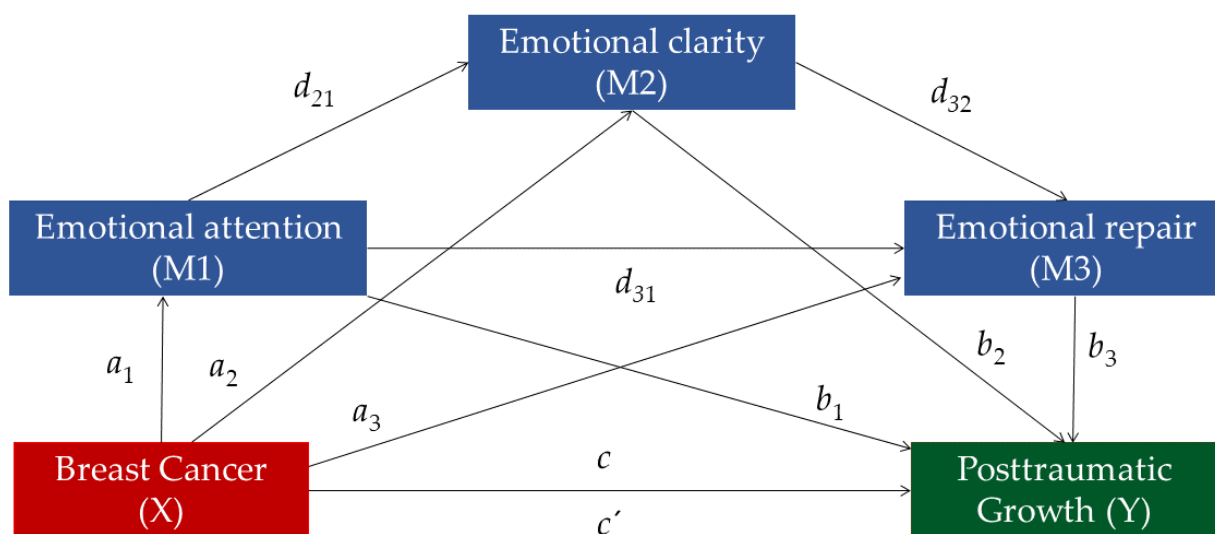 Emotional clarity
(M2)
d21
d32
Emotional attention
(M1)
Emotional repair
(M3)
d31
a1
a2
a3
b1
b2
b3
Breast Cancer
(X)
c
c´
Posttraumatic
Growth (Y)